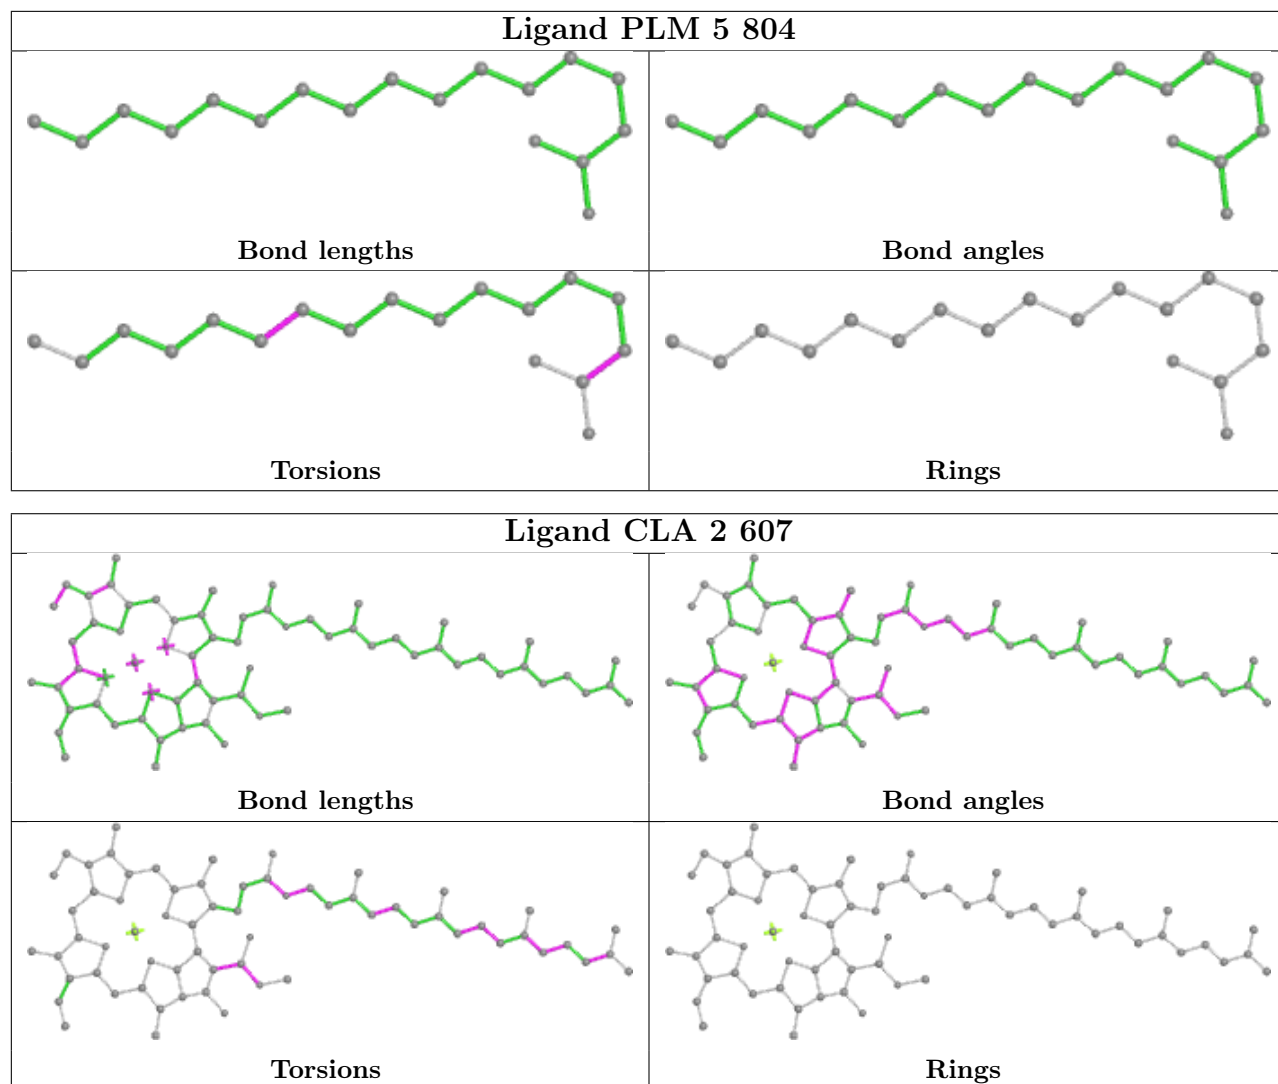 Ligand PLM 5 804
Bond lengths
Bond angles
Torsions
Rings
Ligand CLA 2 607
Bond lengths
Bond angles
Torsions
Rings